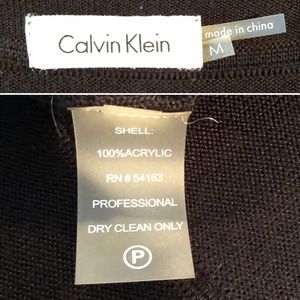 Calvin Klein
made in china
M
SHELL:
100%ACRYLIC
RN # 54163
PROFESSIONAL
DRY CLEAN ONLY
P